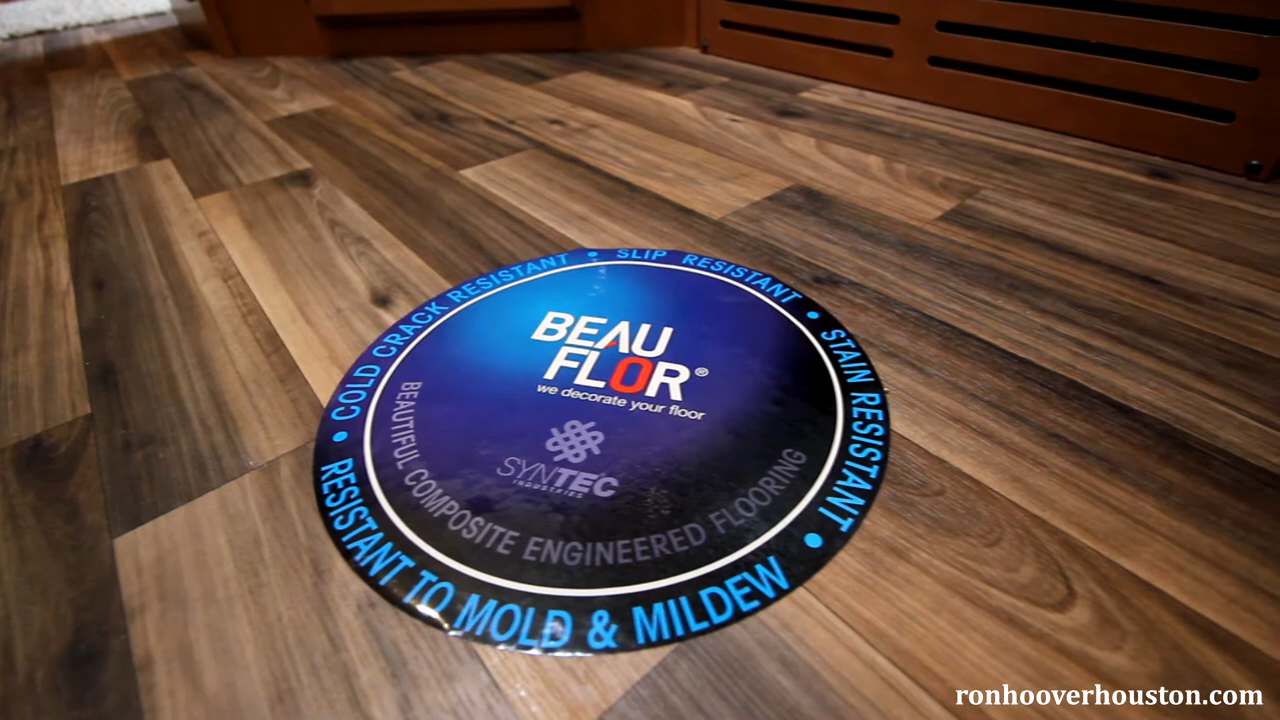 COLD CRACK RESISTANT • SLIP RESISTANT • STAIN RESISTANT •
RESISTANT TO MOLD & MILDEW •
BEAU
FLOR®
we decorate your floor
SYNTEC
INDUSTRIES
BEAUTIFUL COMPOSITE ENGINEERED FLOORING
ronhooverhouston.com